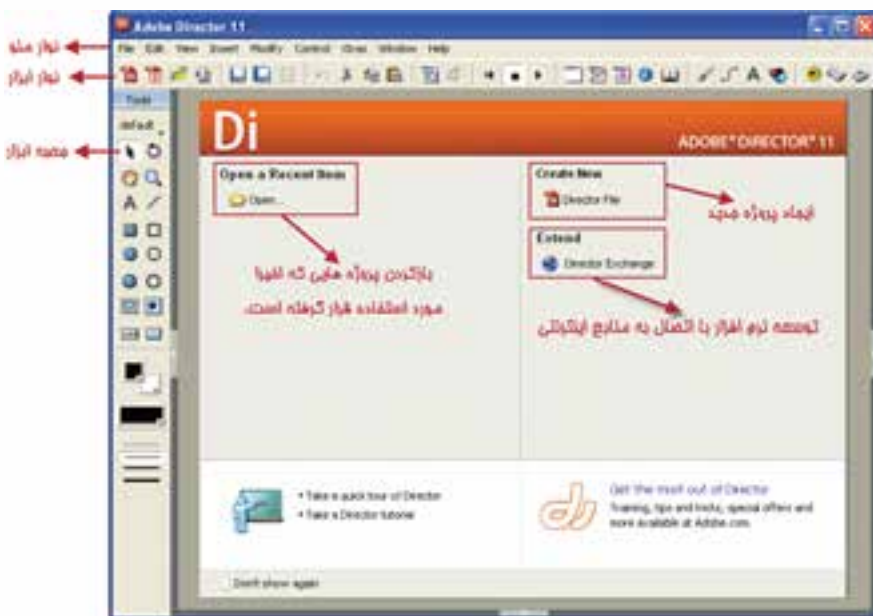 Adobe Director 11
File Edit View Insert Modify Control Xtras Window Help
نوار منو
نوار ابزار
Tools
default
جعبه ابزار
Di
ADOBE® DIRECTOR® 11
Open a Recent Item
Open...
Create New
Director File
ایجاد پروژه جدید
Extend
Director Exchange
بازکردن پروژه هایی که اخیرا
مورد استفاده قرار گرفته است.
توسعه نرم افزار با اتصال به منابع اینترنتی
• Take a quick tour of Director
• Take a Director tutorial
Get the most out of Director
Training, tips and tricks, special offers and
more available at Adobe.com.
Don't show again